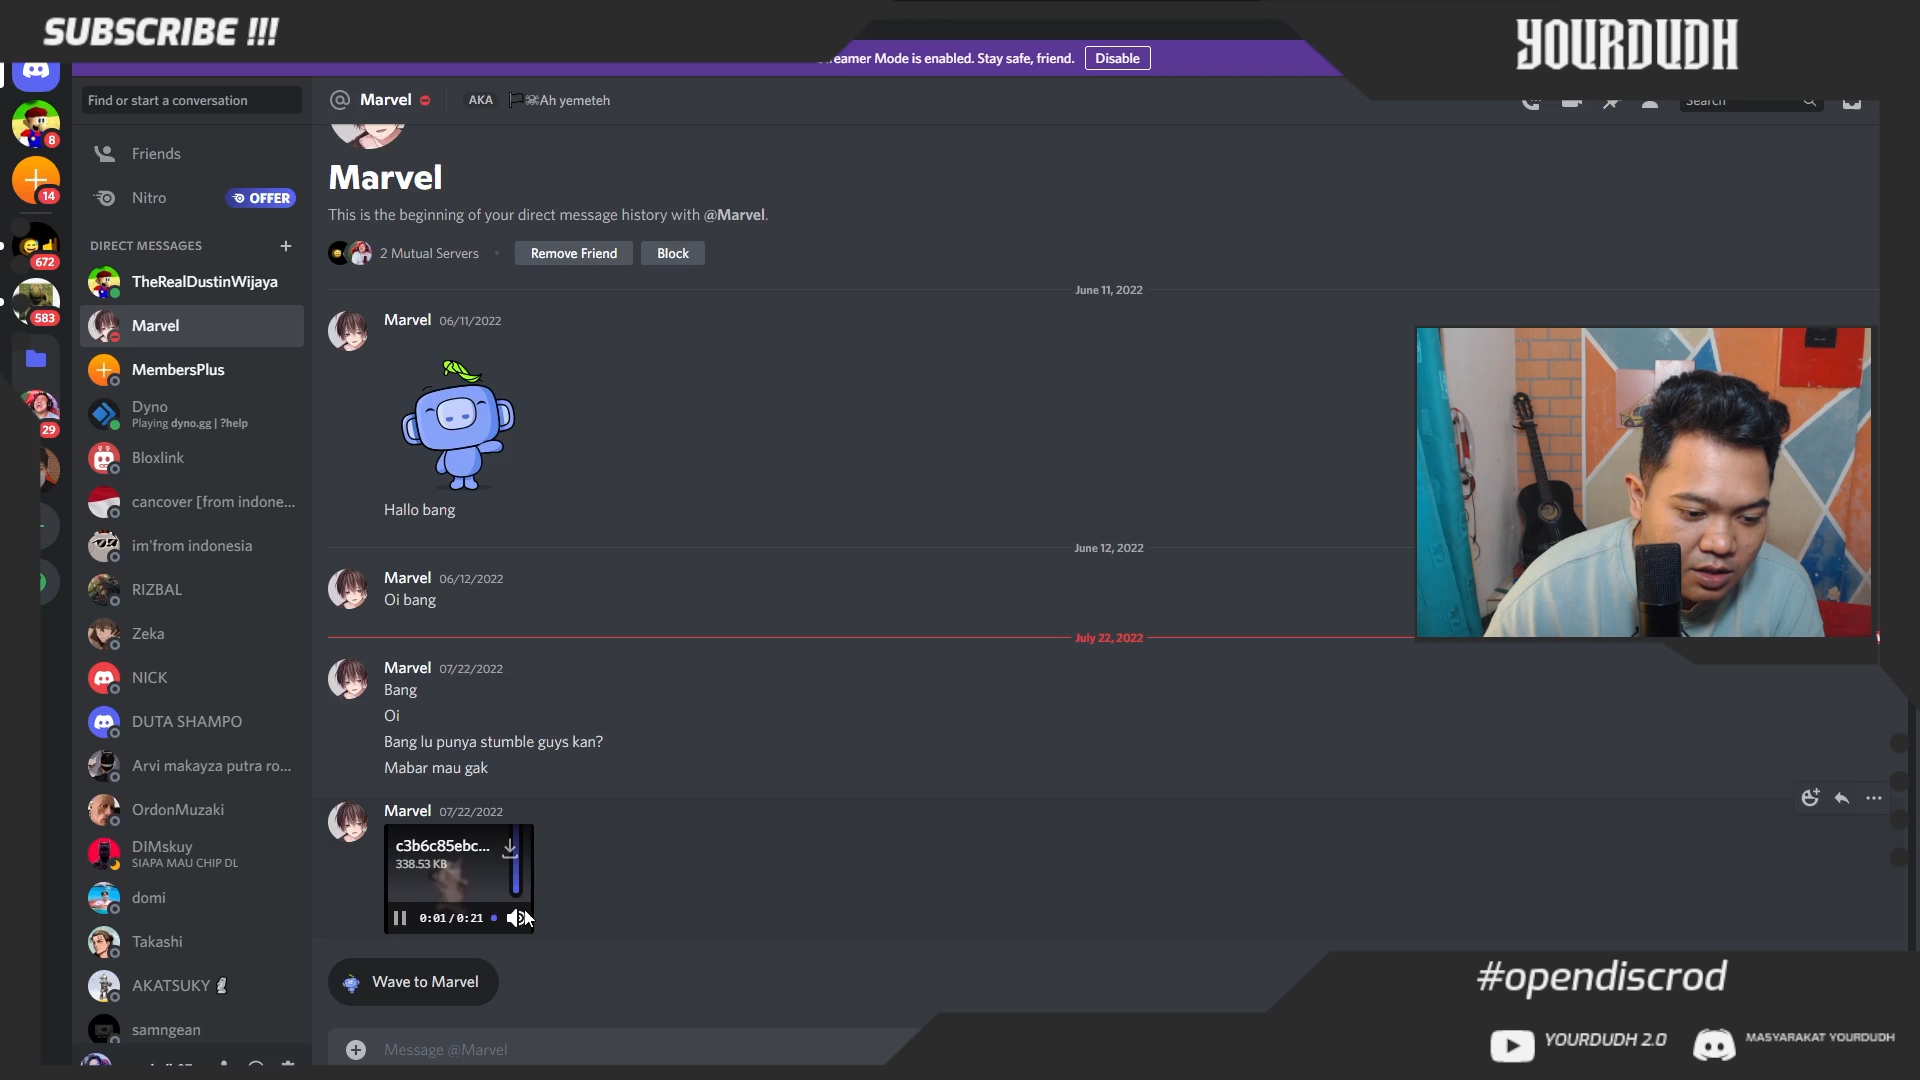 SUBSCRIBE !!!
YOURDUDH
reamer Mode is enabled. Stay safe, friend.
Disable
Find or start a conversation
Marvel
AKA
Ah yemeteh
Search
8
Friends
14
Nitro
OFFER
Marvel
This is the beginning of your direct message history with @Marvel.
2 Mutual Servers
Remove Friend
Block
DIRECT MESSAGES
672
583
29
TheRealDustinWijaya
Marvel
MembersPlus
Dyno
Playing dyno.gg | ?help
Bloxlink
cancover [from indone...
im'from indonesia
RIZBAL
Zeka
NICK
DUTA SHAMPO
Arvi makayza putra ro...
OrdonMuzaki
DIMskuy
SIAPA MAU CHIP DL
domi
Takashi
AKATSUKY
samngean
June 11, 2022
Marvel 06/11/2022
Hallo bang
June 12, 2022
Marvel 06/12/2022
Oi bang
July 22, 2022
Marvel 07/22/2022
Bang
Oi
Bang lu punya stumble guys kan?
Mabar mau gak
Marvel 07/22/2022
c3b6c85ebc...
338.53 KB
0:01/0:21
Wave to Marvel
Message @Marvel
#opendiscrod
YOURDUDH 2.0
MASYARAKAT YOURDUDH